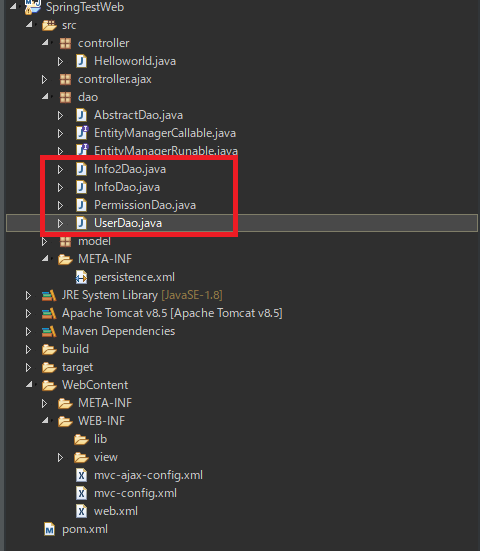 SpringTestWeb
src
controller
Helloworld.java
controller.ajax
dao
AbstractDao.java
EntityManagerCallable.java
EntityManagerRunable.java
Info2Dao.java
InfoDao.java
PermissionDao.java
UserDao.java
model
META-INF
persistence.xml
JRE System Library [JavaSE-1.8]
Apache Tomcat v8.5 [Apache Tomcat v8.5]
Maven Dependencies
build
target
WebContent
META-INF
WEB-INF
lib
view
mvc-ajax-config.xml
mvc-config.xml
web.xml
pom.xml